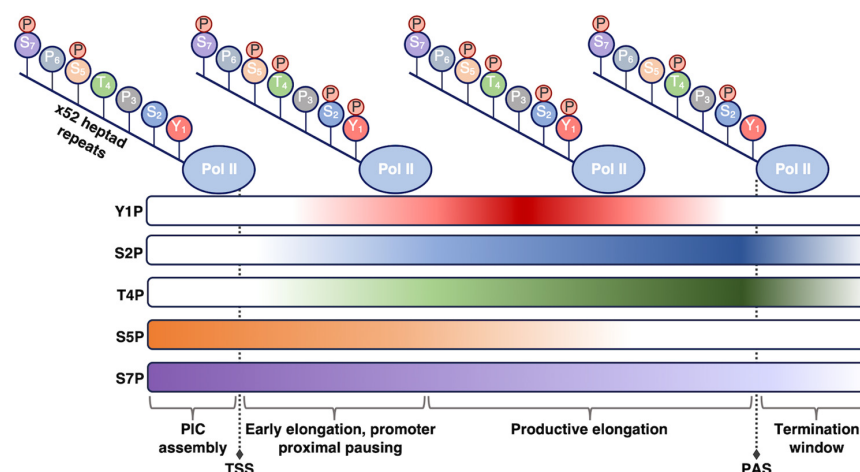 P P P P
S7 P6 P S5 T4 P3 S2 Y1
S7 P6 P S5 P T4 P3 P S2 P Y1
S7 P6 P S5 P T4 P3 P S2 P Y1
S7 P6 S5 P T4 P3 P S2 Y1
x52 heptad
repeats
Pol II Pol II Pol II Pol II
Y1P
S2P
T4P
S5P
S7P
PIC
assembly
Early elongation, promoter
proximal pausing
Productive elongation
Termination
window
TSS PAS